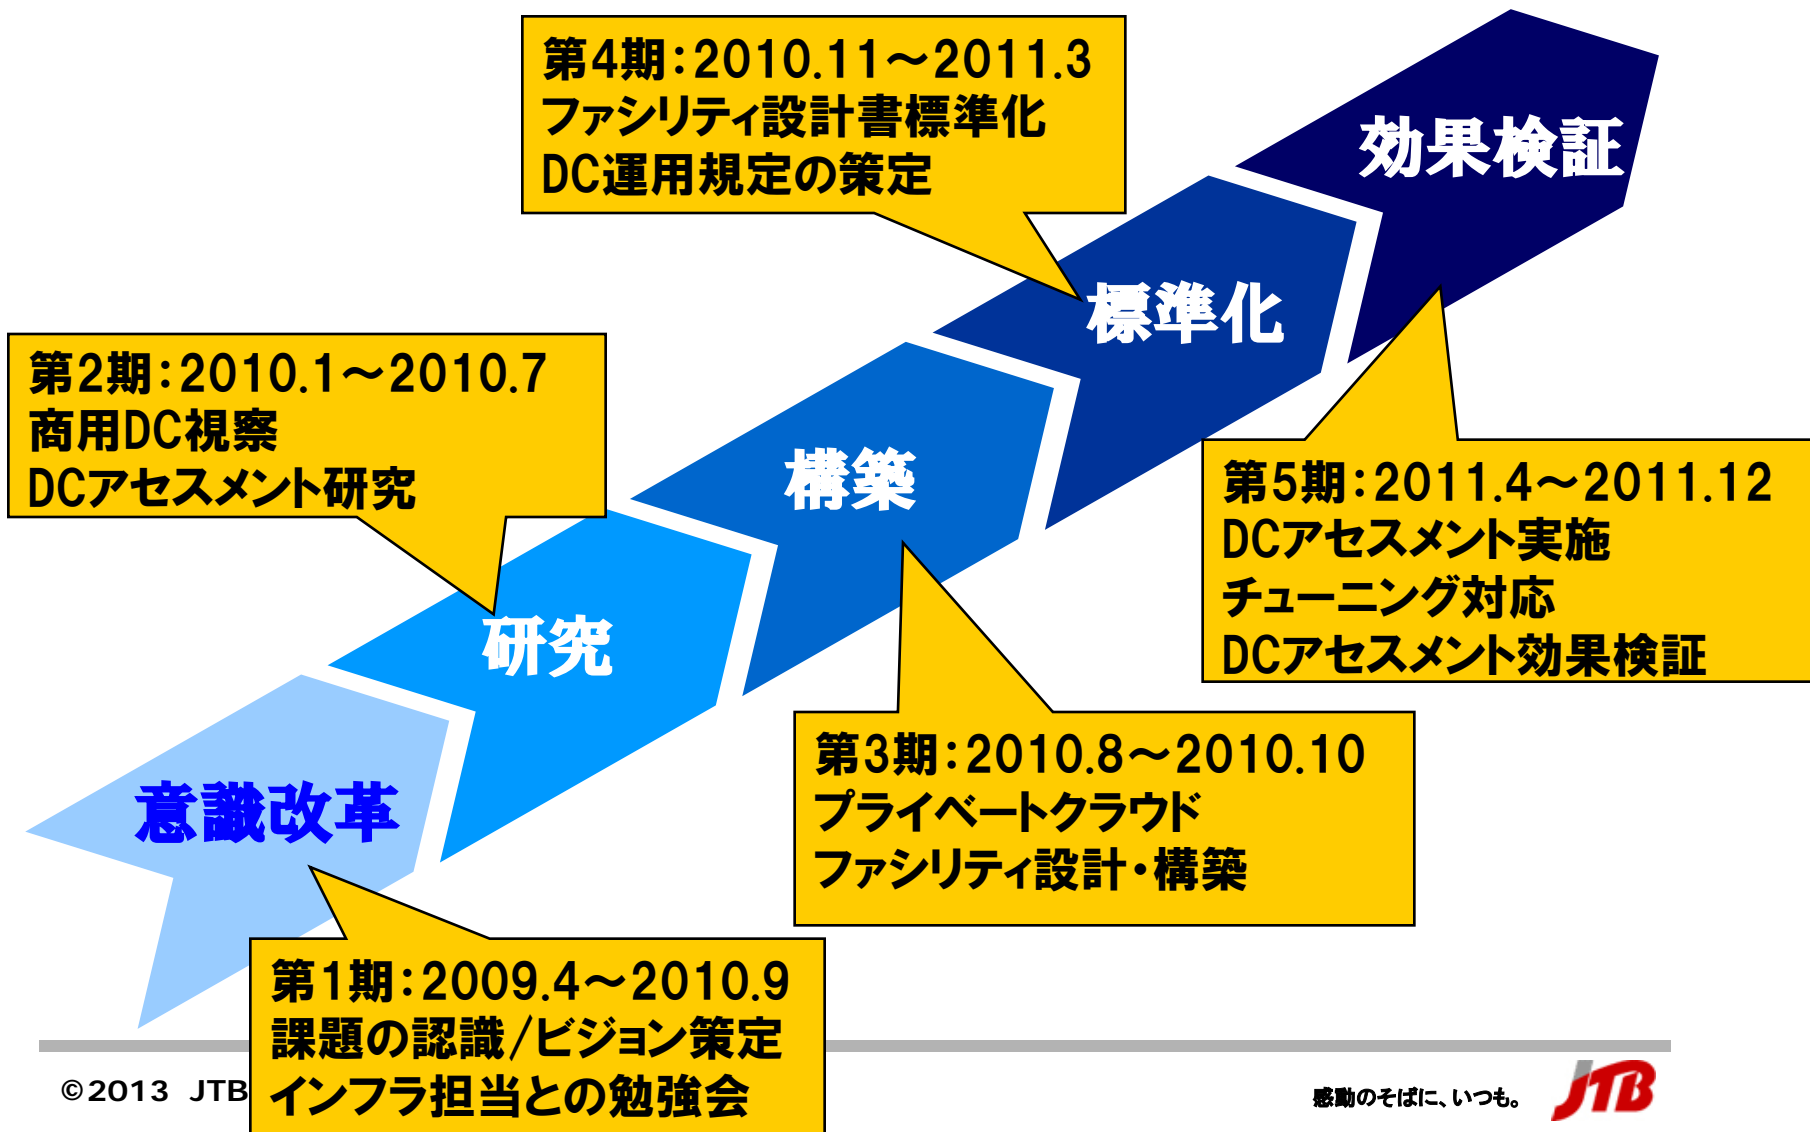 第4期：2010.11～2011.3
ファシリティ設計書標準化
DC運用規定の策定
効果検証
標準化
第2期：2010.1～2010.7
商用DC視察
DCアセスメント研究
構築
第5期：2011.4～2011.12
DCアセスメント実施
チューニング対応
DCアセスメント効果検証
研究
第3期：2010.8～2010.10
プライベートクラウド
ファシリティ設計・構築
意識改革
第1期：2009.4～2010.9
課題の認識/ビジョン策定
インフラ担当との勉強会
©2013 JTB
感動のそばに、いつも。
JTB